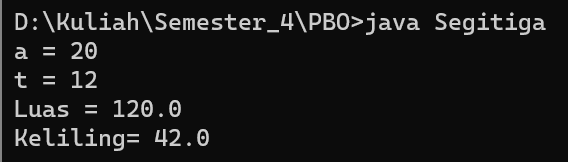 D:\Kuliah\Semester_4\PBO>java Segitiga
a = 20
t = 12
Luas = 120.0
Keliling= 42.0